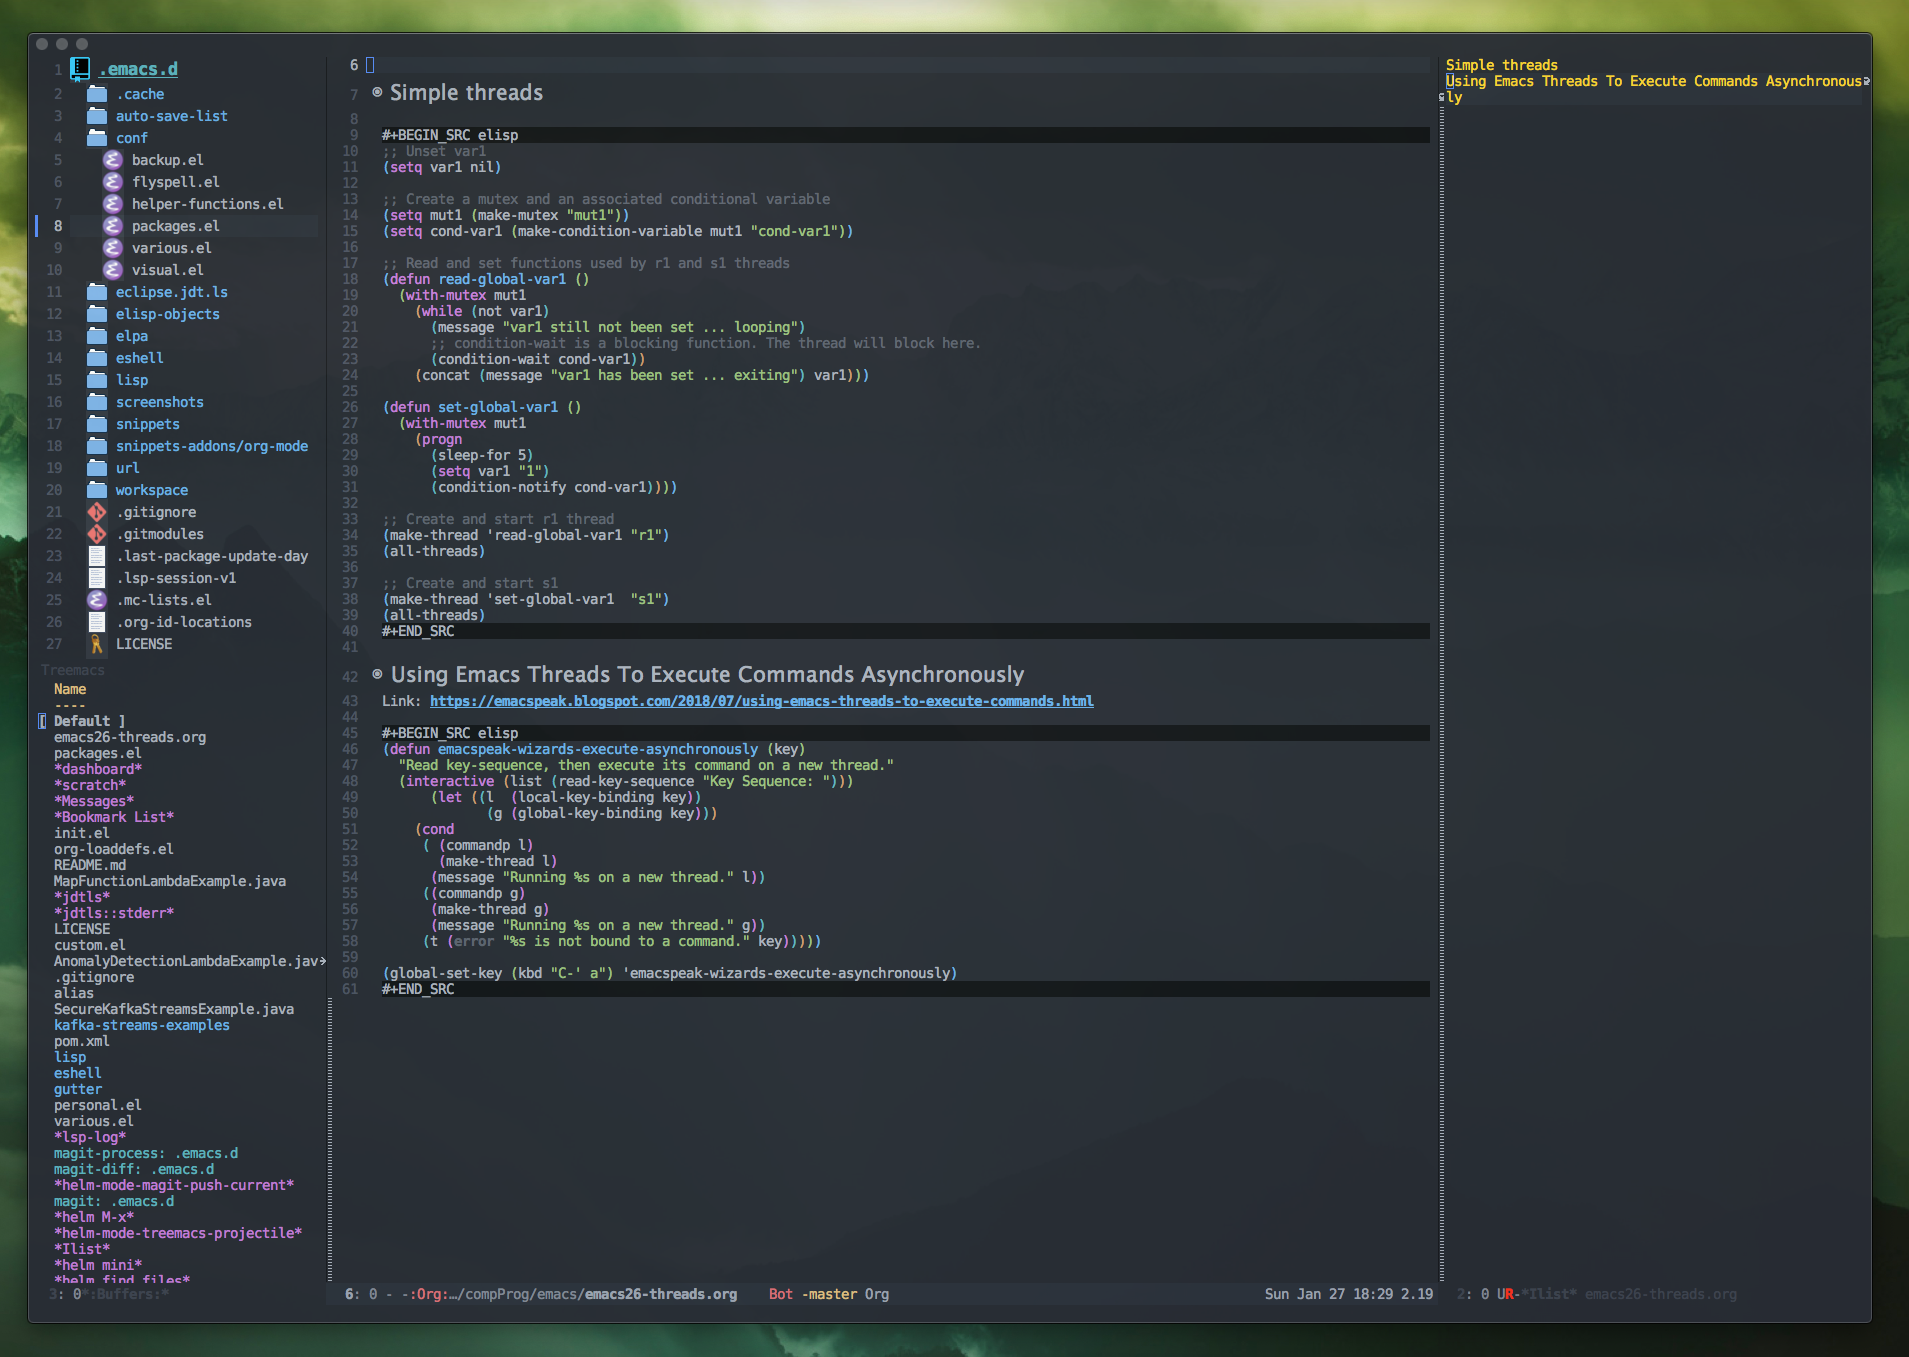 1 .emacs.d
2 .cache
3 auto-save-list
4 conf
5 backup.el
6 flyspell.el
7 helper-functions.el
8 packages.el
9 various.el
10 visual.el
11 eclipse.jdt.ls
12 elisp-objects
13 elpa
14 eshell
15 lisp
16 screenshots
17 snippets
18 snippets-addons/org-mode
19 url
20 workspace
21 .gitignore
22 .gitmodules
23 .last-package-update-day
24 .lsp-session-v1
25 .mc-lists.el
26 .org-id-locations
27 LICENSE
Treemacs
Name
----
[ Default ]
emacs26-threads.org
packages.el
*dashboard*
*scratch*
*Messages*
*Bookmark List*
init.el
org-loaddefs.el
README.md
MapFunctionLambdaExample.java
*jdtls*
*jdtls::stderr*
LICENSE
custom.el
AnomalyDetectionLambdaExample.jav
.gitignore
alias
SecureKafkaStreamsExample.java
kafka-streams-examples
pom.xml
lisp
eshell
gutter
personal.el
various.el
*lsp-log*
magit-process: .emacs.d
magit-diff: .emacs.d
*helm-mode-magit-push-current*
magit: .emacs.d
*helm M-x*
*helm-mode-treemacs-projectile*
*Ilist*
*helm mini*
*helm find files*
3: 0*:Buffers:*
6
7 Simple threads
8
9 #+BEGIN_SRC elisp
10 ;; Unset var1
11 (setq var1 nil)
12
13 ;; Create a mutex and an associated conditional variable
14 (setq mut1 (make-mutex "mut1"))
15 (setq cond-var1 (make-condition-variable mut1 "cond-var1"))
16
17 ;; Read and set functions used by r1 and s1 threads
18 (defun read-global-var1 ()
19 (with-mutex mut1
20 (while (not var1)
21 (message "var1 still not been set ... looping")
22 ;; condition-wait is a blocking function. The thread will block here.
23 (condition-wait cond-var1))
24 (concat (message "var1 has been set ... exiting") var1)))
25
26 (defun set-global-var1 ()
27 (with-mutex mut1
28 (progn
29 (sleep-for 5)
30 (setq var1 "1")
31 (condition-notify cond-var1))))
32
33 ;; Create and start r1 thread
34 (make-thread 'read-global-var1 "r1")
35 (all-threads)
36
37 ;; Create and start s1
38 (make-thread 'set-global-var1  "s1")
39 (all-threads)
40 #+END_SRC
41
42 Using Emacs Threads To Execute Commands Asynchronously
43 Link: https://emacspeak.blogspot.com/2018/07/using-emacs-threads-to-execute-commands.html
44
45 #+BEGIN_SRC elisp
46 (defun emacspeak-wizards-execute-asynchronously (key)
47 "Read key-sequence, then execute its command on a new thread."
48 (interactive (list (read-key-sequence "Key Sequence: ")))
49 (let ((l  (local-key-binding key))
50 (g (global-key-binding key)))
51 (cond
52 ( (commandp l)
53 (make-thread l)
54 (message "Running %s on a new thread." l))
55 ((commandp g)
56 (make-thread g)
57 (message "Running %s on a new thread." g))
58 (t (error "%s is not bound to a command." key)))))
59
60 (global-set-key (kbd "C-' a") 'emacspeak-wizards-execute-asynchronously)
61 #+END_SRC
6: 0 - -:Org:…/compProg/emacs/emacs26-threads.org Bot -master Org Sun Jan 27 18:29 2.19
Simple threads
Using Emacs Threads To Execute Commands Asynchronous
ly
2: 0 UR-*Ilist* emacs26-threads.org